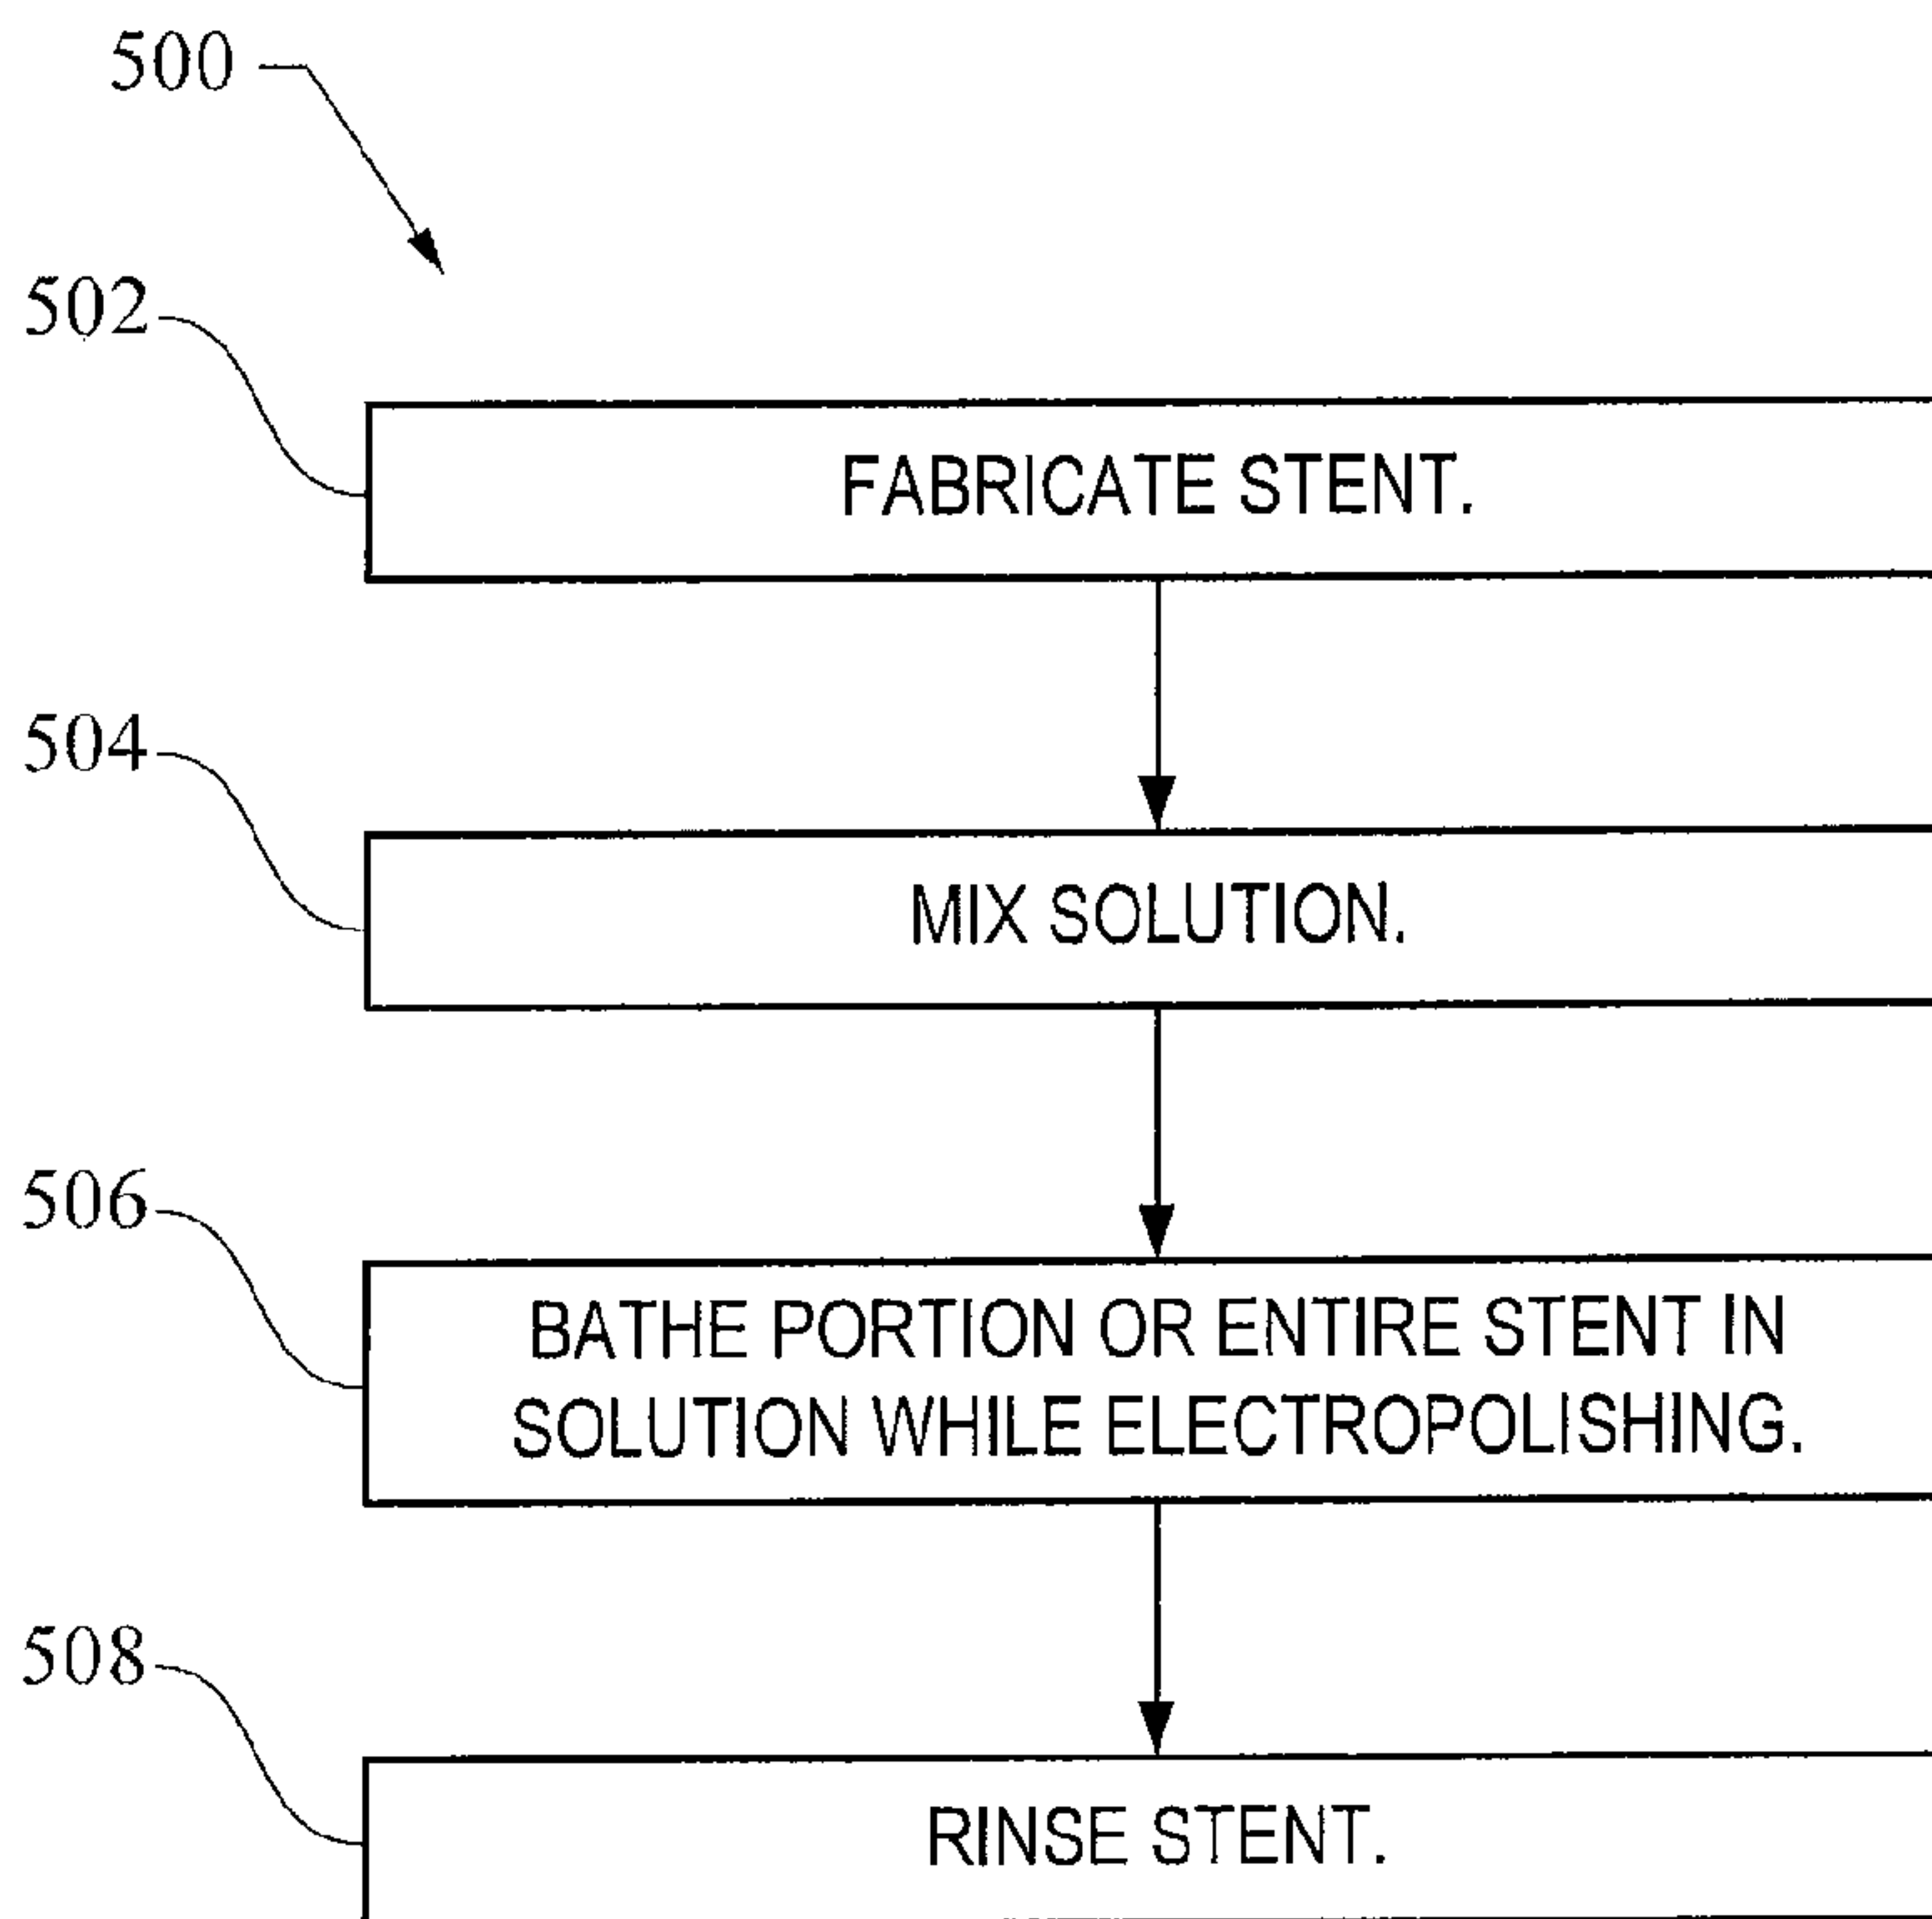 500
502
FABRICATE STENT.
504
MIX SOLUTION.
506
BATHE PORTION OR ENTIRE STENT IN
SOLUTION WHILE ELECTROPOLISHING.
508
RINSE STENT.